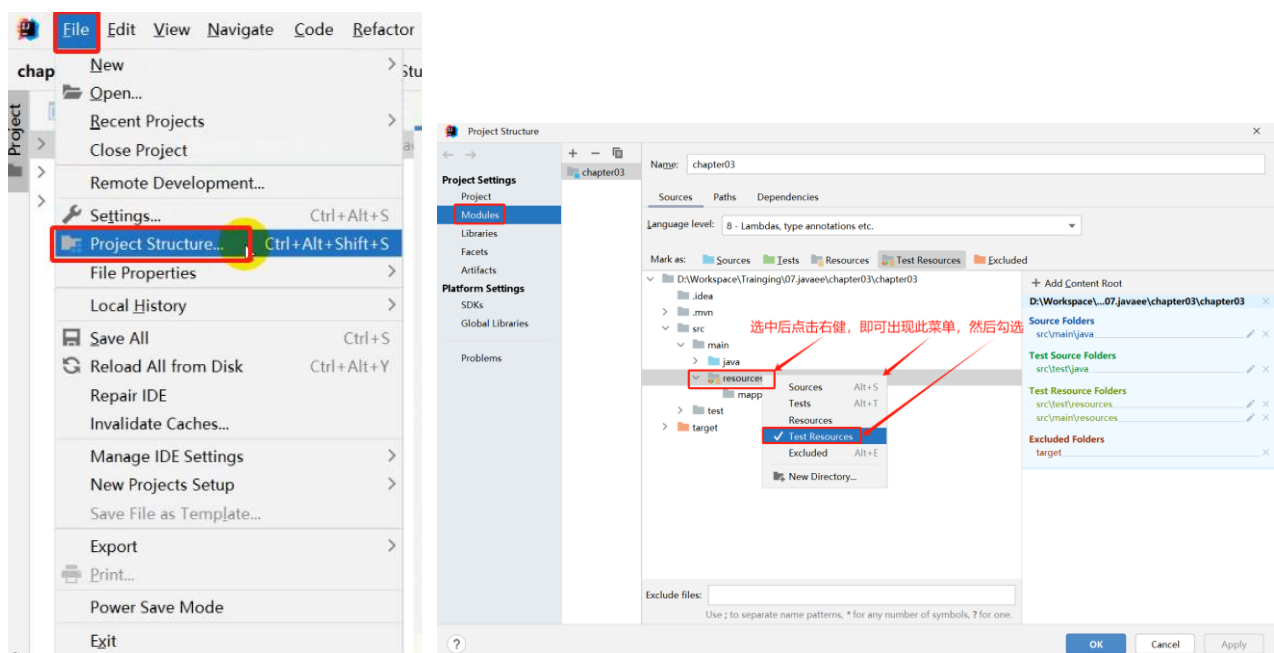 File Edit View Navigate Code Refactor
chap
Stu
Project
New
Open...
Recent Projects
Close Project
Remote Development...
Settings... Ctrl+Alt+S
Project Structure... Ctrl+Alt+Shift+S
File Properties
Local History
Save All Ctrl+S
Reload All from Disk Ctrl+Alt+Y
Repair IDE
Invalidate Caches...
Manage IDE Settings
New Projects Setup
Save File as Template...
Export
Print...
Power Save Mode
Exit
Project Structure
Project Settings
Project
Modules
Libraries
Facets
Artifacts
Platform Settings
SDKs
Global Libraries
Problems
chapter03
Name: chapter03
Sources Paths Dependencies
Language level: 8 - Lambdas, type annotations etc.
Mark as: Sources Tests Resources Test Resources Excluded
D:\Workspace\Trainging\07.javaee\chapter03\chapter03
.idea
.mvn
src
main
java
resources
mapp
test
target
选中后点击右健，即可出现此菜单，然后勾选
Sources Alt+S
Tests Alt+T
Resources
Test Resources
Excluded Alt+E
New Directory...
+ Add Content Root
D:\Workspace\...07.javaee\chapter03\chapter03
Source Folders
src\main\java
Test Source Folders
src\test\java
Test Resource Folders
src\test\resources
src\main\resources
Excluded Folders
target
Exclude files:
Use ; to separate name patterns, * for any number of symbols, ? for one.
?
OK Cancel Apply